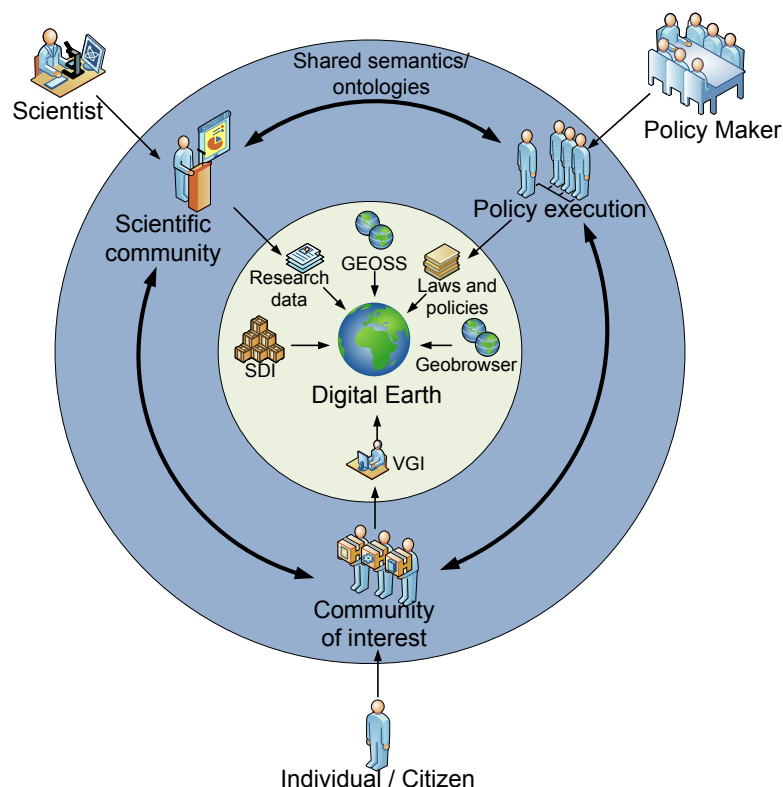 Shared semantics/
ontologies
Scientist
Policy Maker
Scientific
community
Policy execution
GEOSS
Research
data
Laws and
policies
SDI
Geobrowser
Digital Earth
VGI
Community
of interest
Individual / Citizen